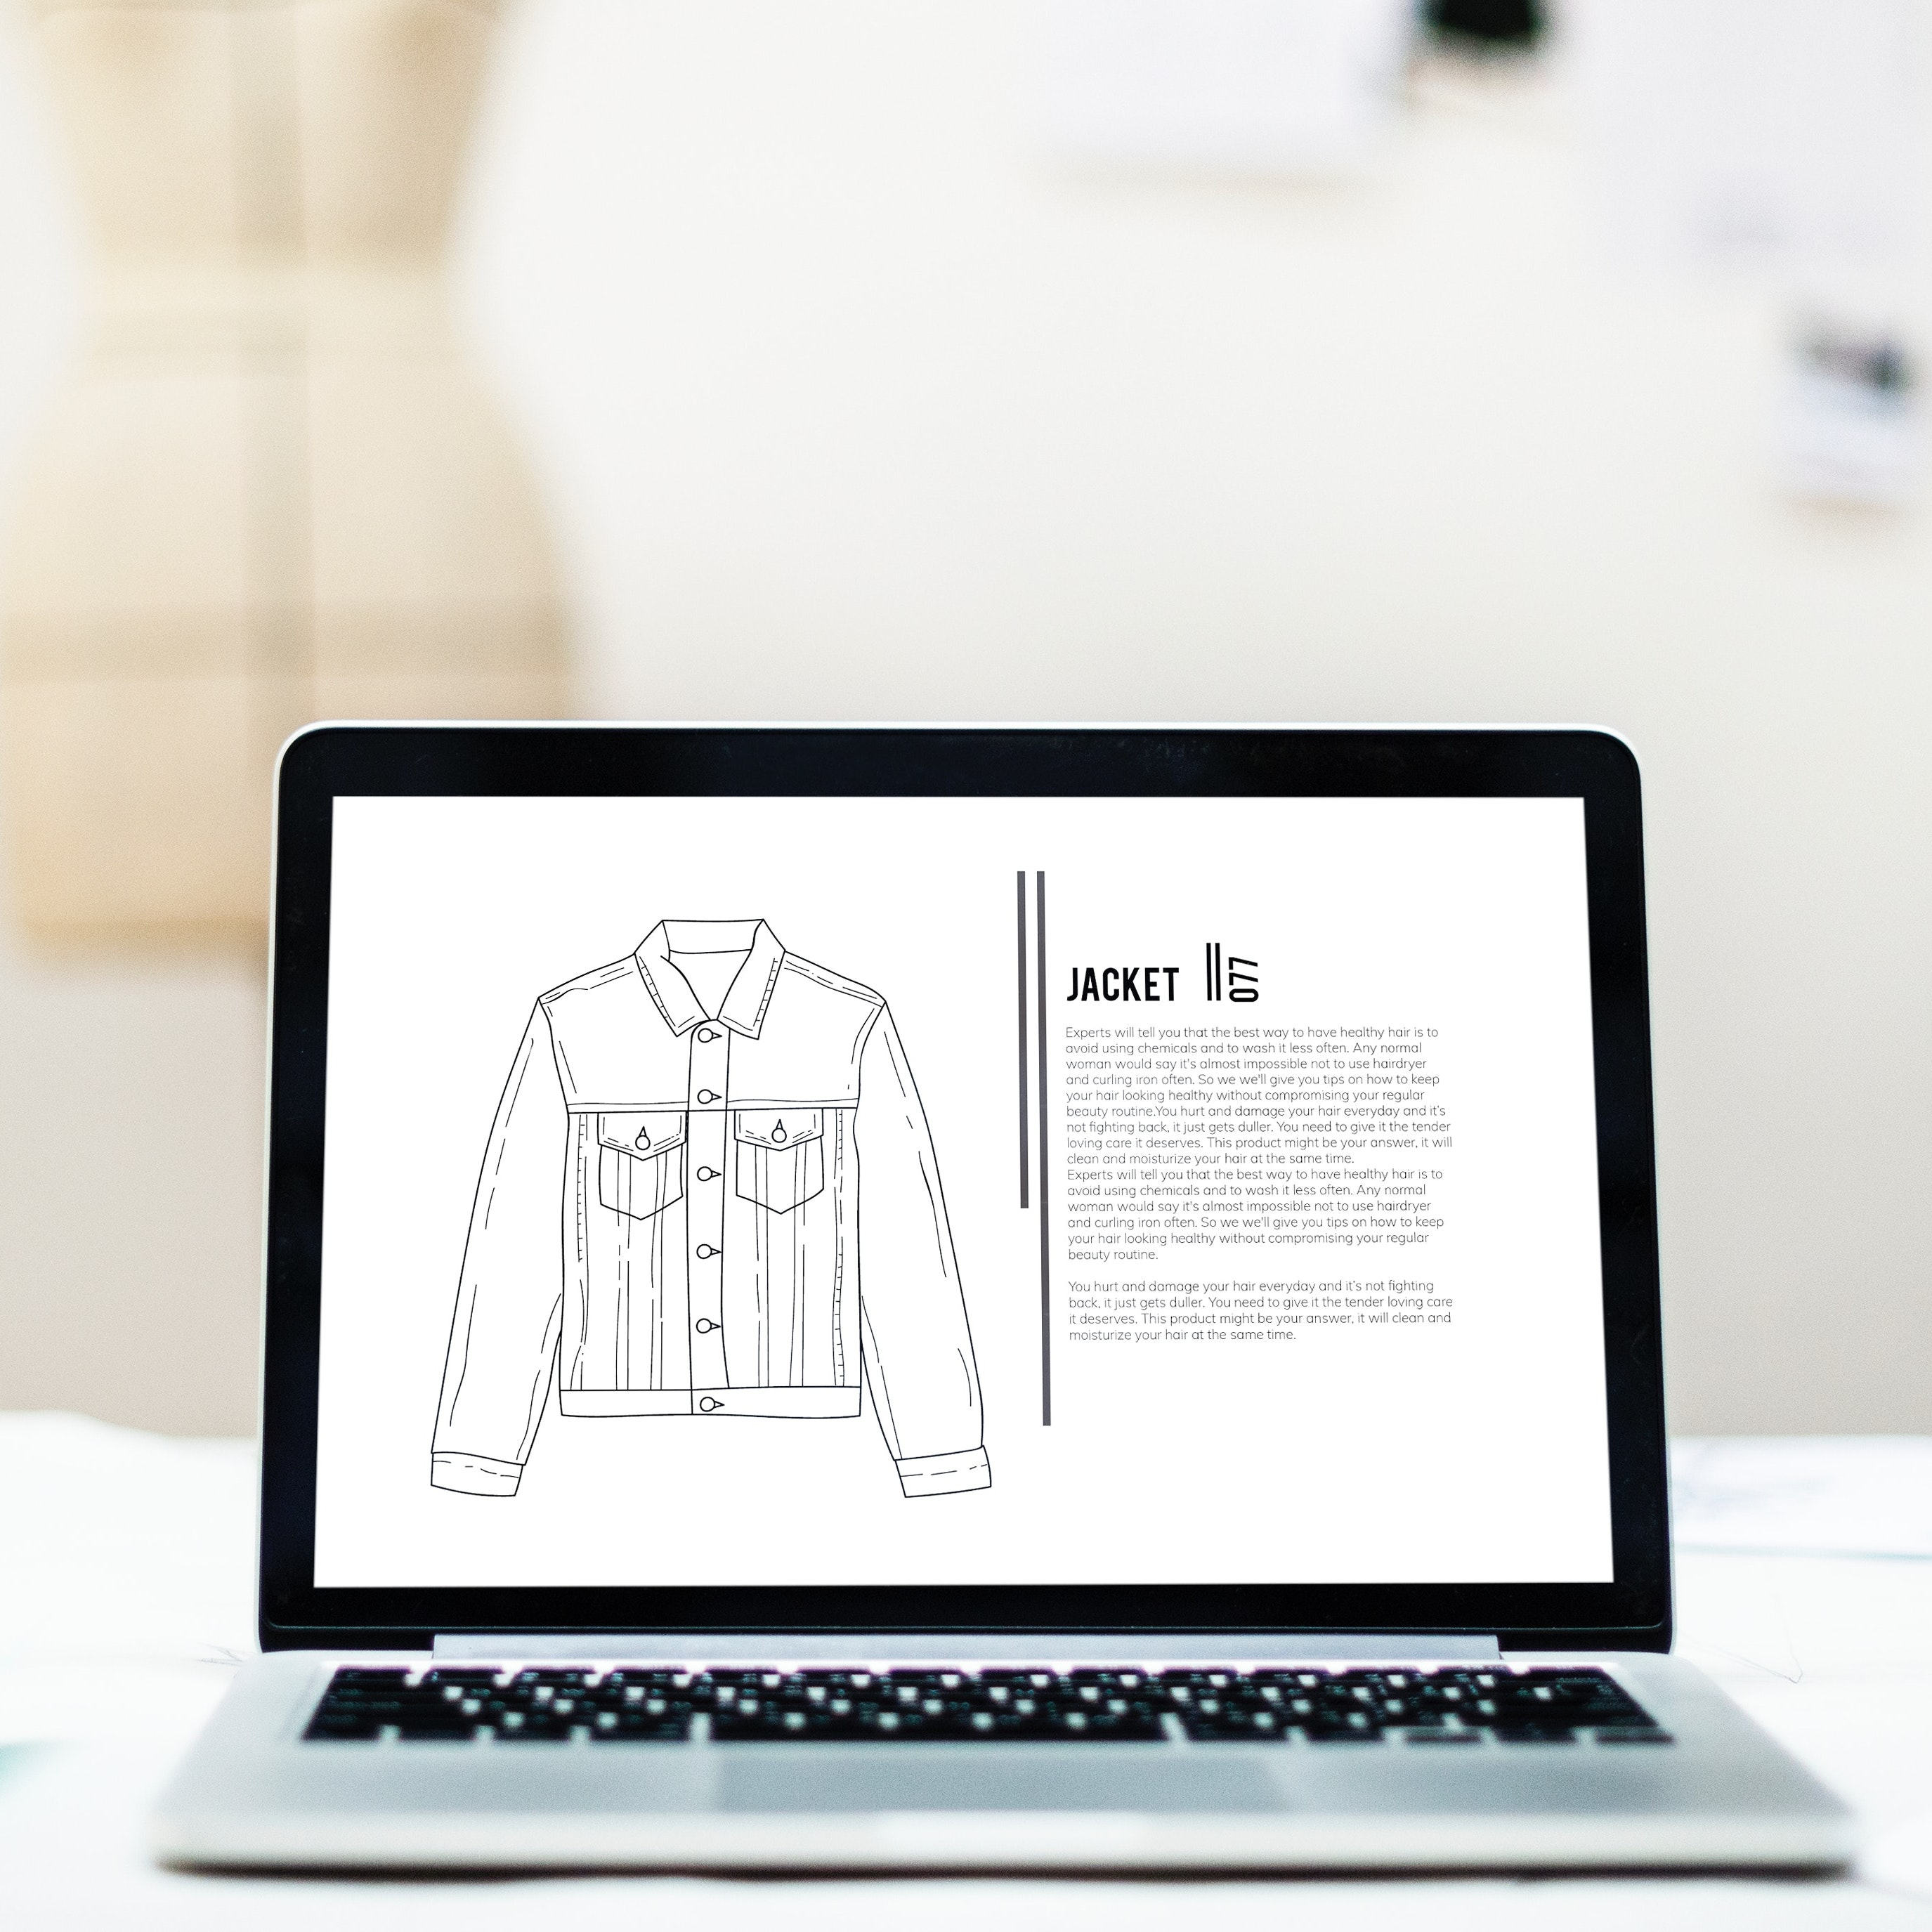 JACKET 077
Experts will tell you that the best way to have healthy hair is to
avoid using chemicals and to wash it less often. Any normal
woman would say it's almost impossible not to use hairdryer
and curling iron often. So we we'll give you tips on how to keep
your hair looking healthy without compromising your regular
beauty routine.You hurt and damage your hair everyday and it's
not fighting back, it just gets duller. You need to give it the tender
loving care it deserves. This product might be your answer, it will
clean and moisturize your hair at the same time.
Experts will tell you that the best way to have healthy hair is to
avoid using chemicals and to wash it less often. Any normal
woman would say it's almost impossible not to use hairdryer
and curling iron often. So we we'll give you tips on how to keep
your hair looking healthy without compromising your regular
beauty routine.
You hurt and damage your hair everyday and it's not fighting
back, it just gets duller. You need to give it the tender loving care
it deserves. This product might be your answer, it will clean and
moisturize your hair at the same time.